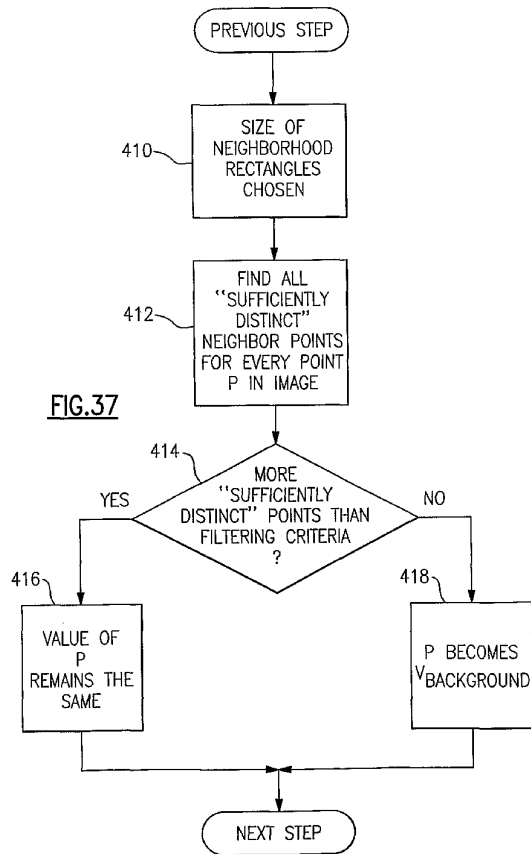 PREVIOUS STEP
410
SIZE OF
NEIGHBORHOOD
RECTANGLES
CHOSEN
412
FIND ALL
"SUFFICIENTLY
DISTINCT"
NEIGHBOR POINTS
FOR EVERY POINT
P IN IMAGE
FIG.37
414
MORE
"SUFFICIENTLY
DISTINCT" POINTS THAN
FILTERING CRITERIA
?
YES
NO
416
VALUE OF
P
REMAINS THE
SAME
418
P BECOMES
VBACKGROUND
NEXT STEP